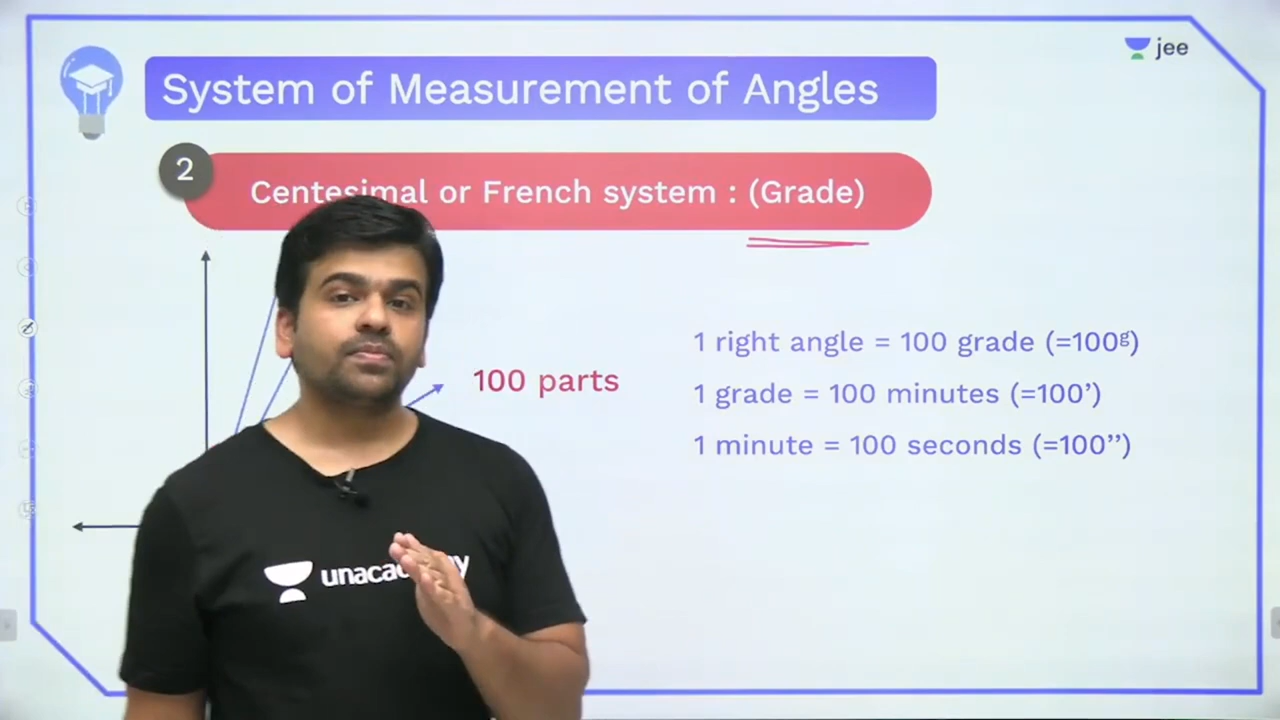 jee
System of Measurement of Angles
2
Centesimal or French system : (Grade)
1 right angle = 100 grade (=100ᵍ)
100 parts
1 grade = 100 minutes (=100’)
1 minute = 100 seconds (=100’’)
unacademy